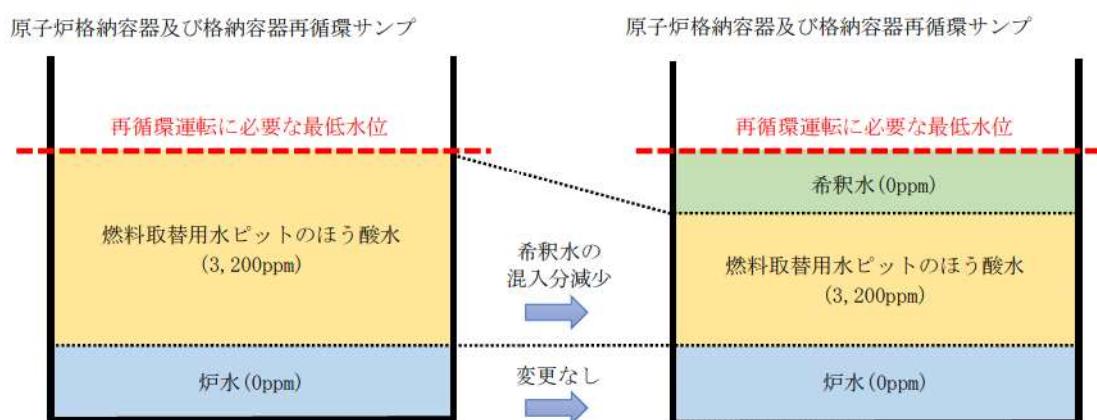 原子炉格納容器及び格納容器再循環サンプ
再循環運転に必要な最低水位
燃料取替用水ピットのほう酸水
(3,200ppm)
炉水(0ppm)
希釈水の
混入分減少
変更なし
原子炉格納容器及び格納容器再循環サンプ
再循環運転に必要な最低水位
希釈水(0ppm)
燃料取替用水ピットのほう酸水
(3,200ppm)
炉水(0ppm)